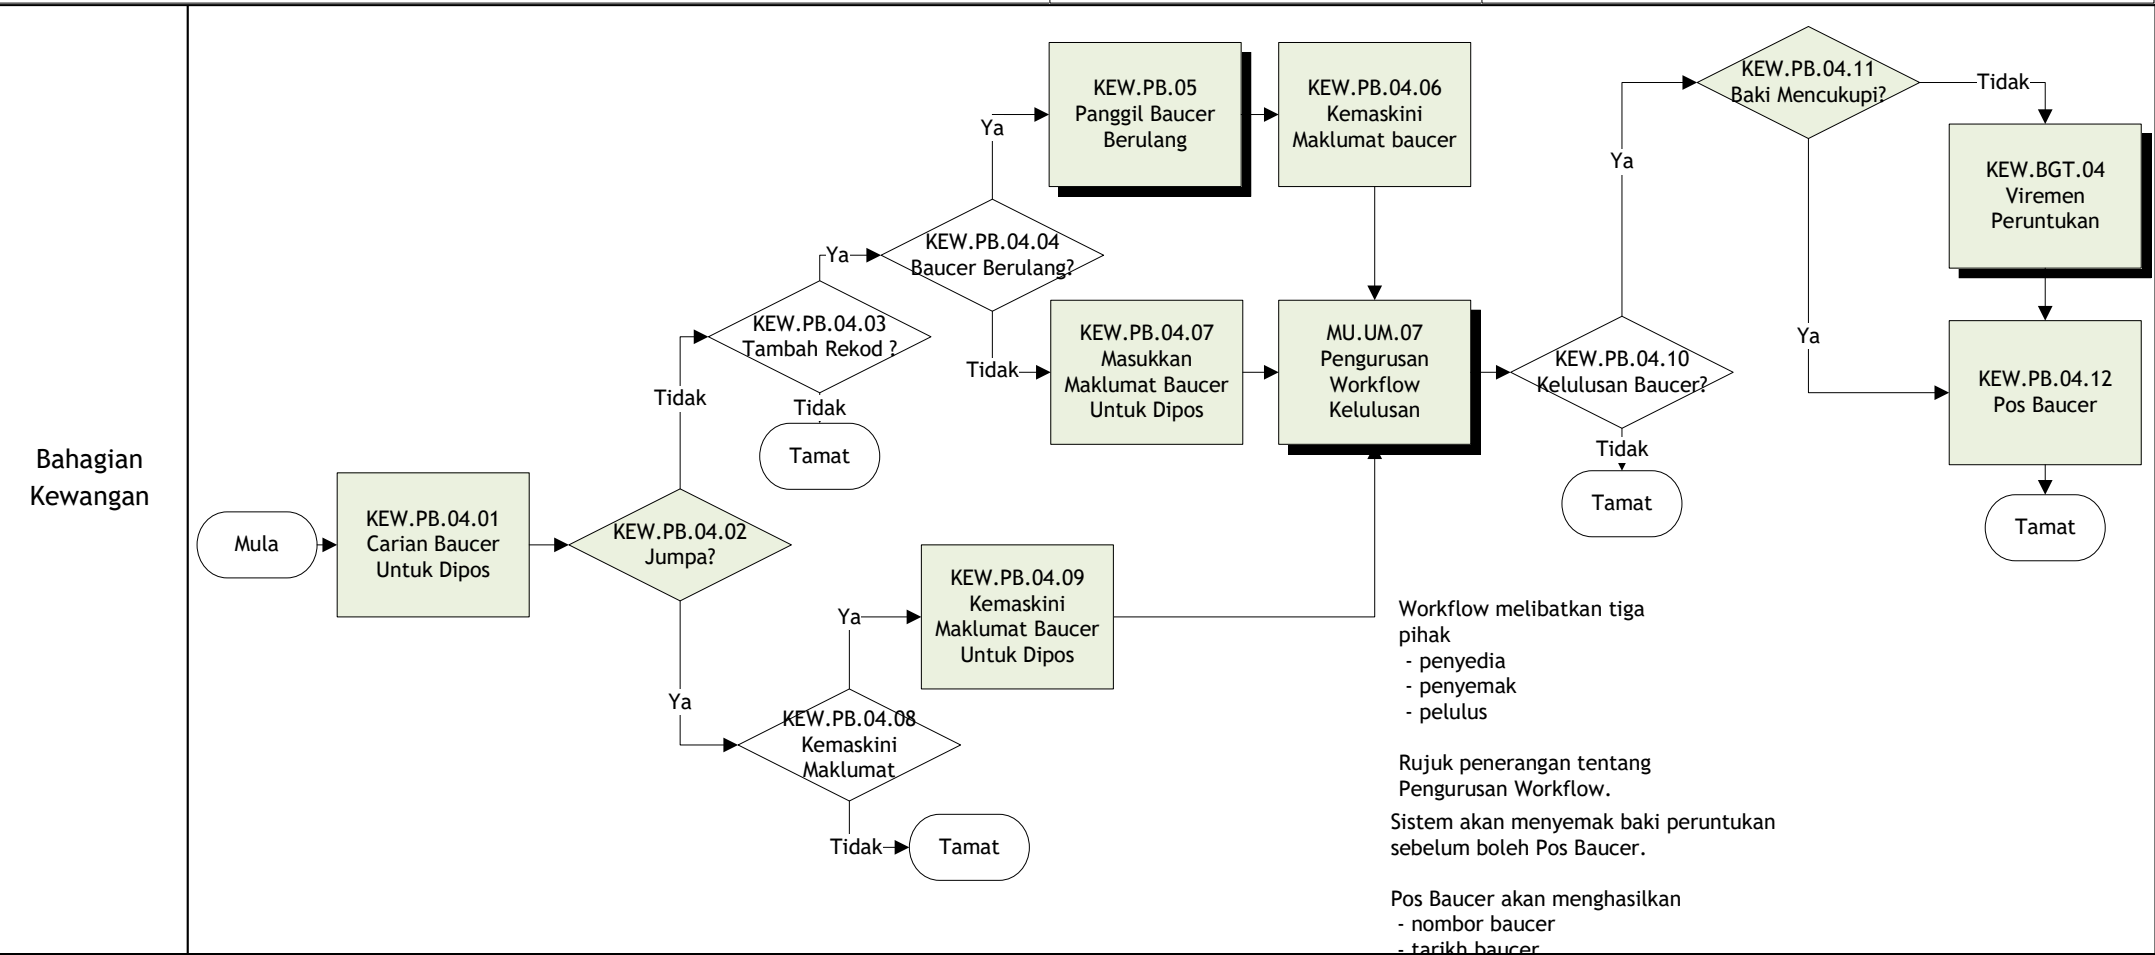 Bahagian
Kewangan
Mula
KEW.PB.04.01
Carian Baucer
Untuk Dipos
KEW.PB.04.02
Jumpa?
Tidak
KEW.PB.04.03
Tambah Rekod ?
Tidak
Tamat
Ya
KEW.PB.04.04
Baucer Berulang?
Ya
KEW.PB.05
Panggil Baucer
Berulang
KEW.PB.04.06
Kemaskini
Maklumat baucer
Tidak
KEW.PB.04.07
Masukkan
Maklumat Baucer
Untuk Dipos
MU.UM.07
Pengurusan
Workflow
Kelulusan
Ya
KEW.PB.04.08
Kemaskini
Maklumat
Ya
KEW.PB.04.09
Kemaskini
Maklumat Baucer
Untuk Dipos
Tidak
Tamat
KEW.PB.04.10
Kelulusan Baucer?
Tidak
Tamat
Ya
KEW.PB.04.11
Baki Mencukupi?
Tidak
KEW.BGT.04
Viremen
Peruntukan
Ya
KEW.PB.04.12
Pos Baucer
Tamat
Workflow melibatkan tiga
pihak
- penyedia
- penyemak
- pelulus
Rujuk penerangan tentang
Pengurusan Workflow.
Sistem akan menyemak baki peruntukan
sebelum boleh Pos Baucer.
Pos Baucer akan menghasilkan
- nombor baucer
- tarikh baucer